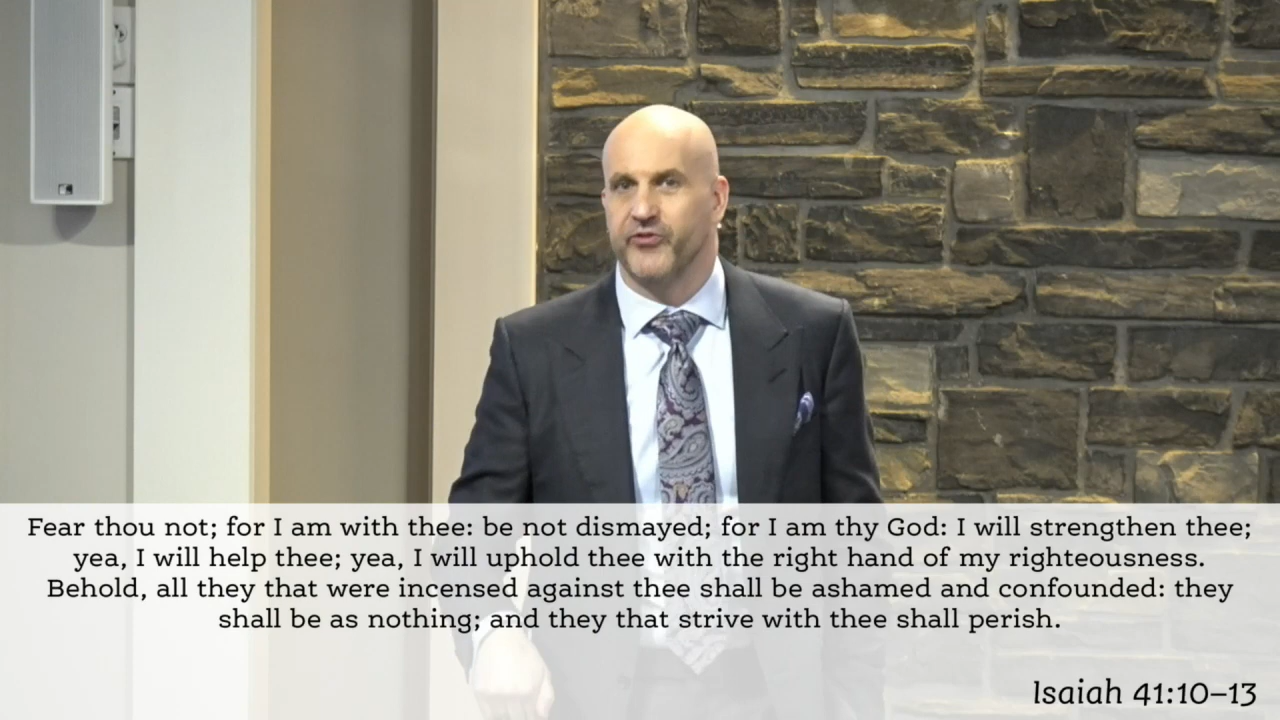 Fear thou not; for I am with thee: be not dismayed; for I am thy God: I will strengthen thee;
yea, I will help thee; yea, I will uphold thee with the right hand of my righteousness.
Behold, all they that were incensed against thee shall be ashamed and confounded: they
shall be as nothing; and they that strive with thee shall perish.
Isaiah 41:10–13